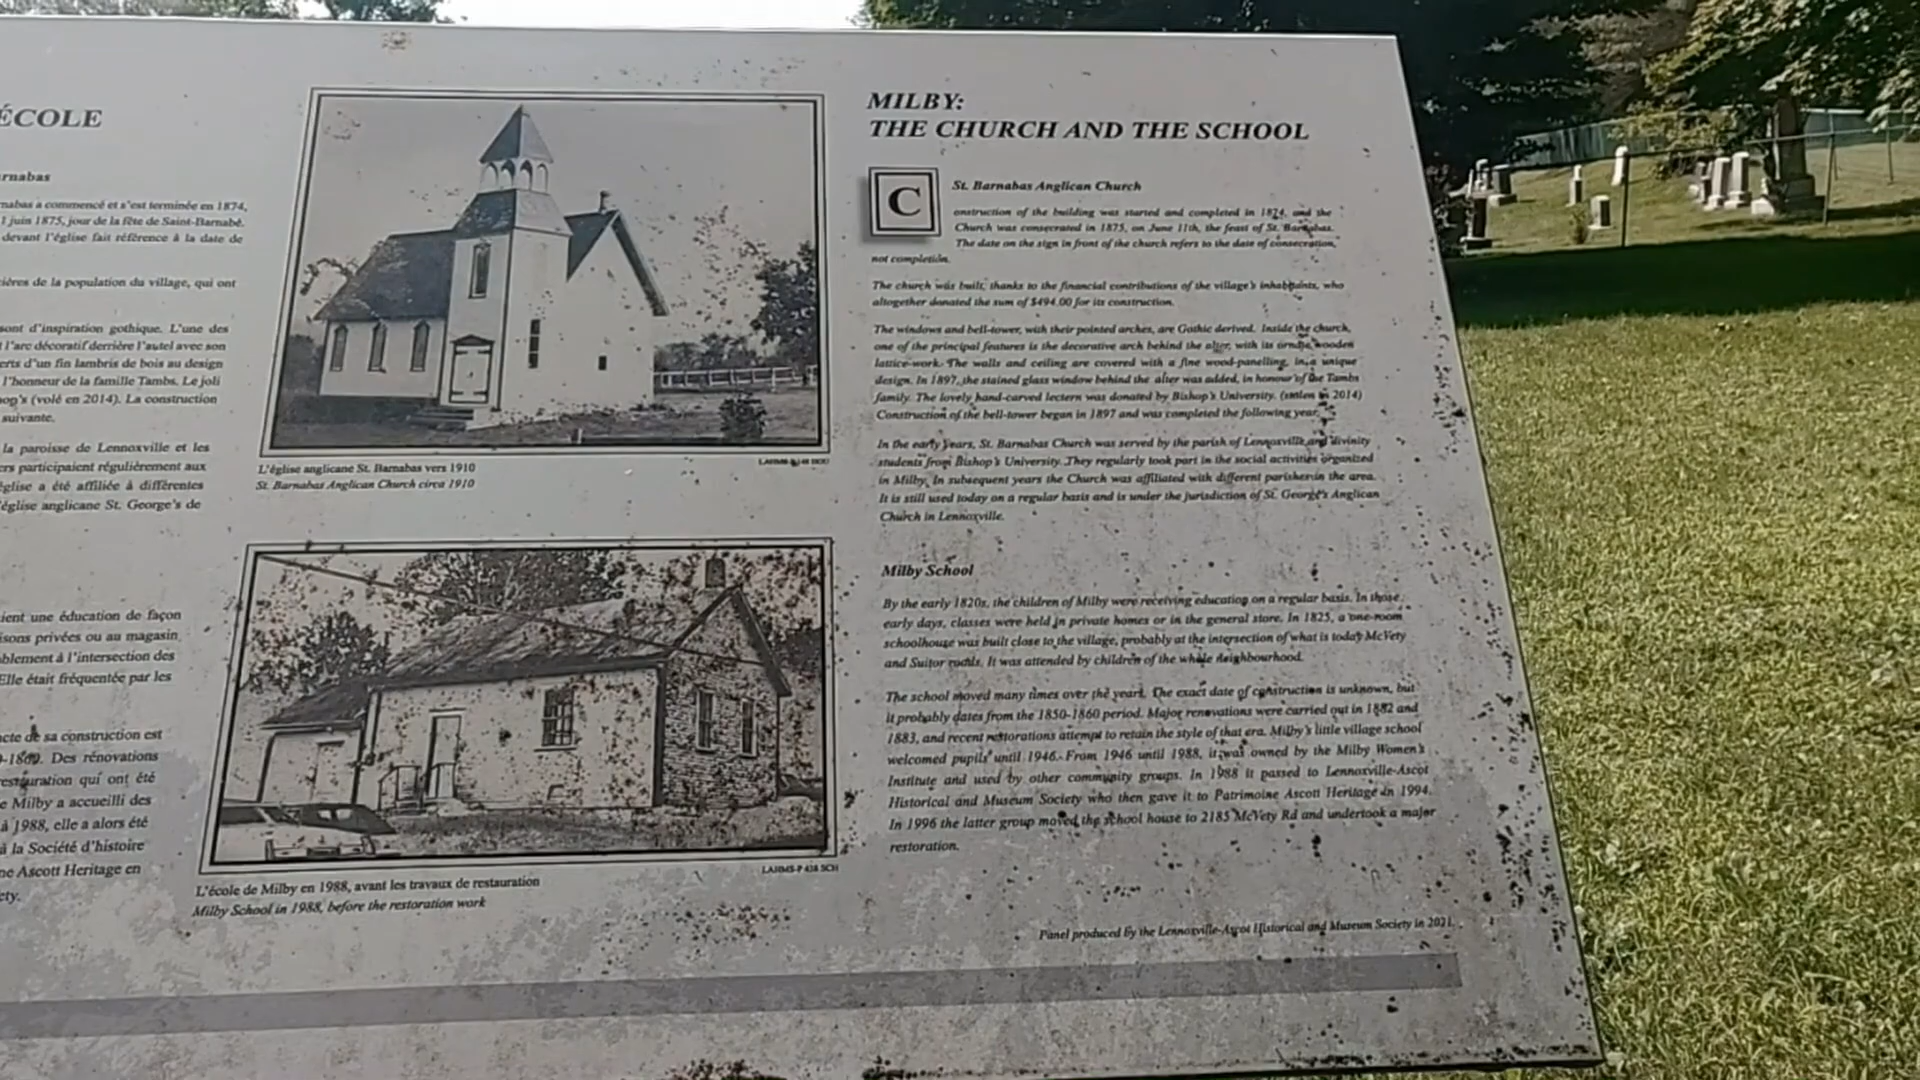 ÉCOLE
rnabas
nabas a commencé et s'est terminée en 1874,
1 juin 1875, jour de la fête de Saint-Barnabé.
devant l'église fait référence à la date de
ières de la population du village, qui ont
sont d'inspiration gothique. L'une des
t l'arc décoratif derrière l'autel avec son
erts d'un fin lambris de bois au design
l'honneur de la famille Tambs. Le joli
hop's (volé en 2014). La construction
suivante.
la paroisse de Lennoxville et les
ers participaient régulièrement aux
église a été affiliée à différentes
l'église anglicane St. George's de
ient une éducation de façon
isons privées ou au magasin
blement à l'intersection des
Elle était fréquentée par les
acte de sa construction est
0-1860. Des rénovations
restauration qui ont été
e Milby a accueilli des
à 1988, elle a alors été
à la Société d'histoire
ne Ascott Heritage en
ety.
L'église anglicane St. Barnabas vers 1910
St. Barnabas Anglican Church circa 1910
L'école de Milby en 1988, avant les travaux de restauration
LAHMS-P 438 SCH
Milby School in 1988, before the restoration work
MILBY:
THE CHURCH AND THE SCHOOL
St. Barnabas Anglican Church
C onstruction of the building was started and completed in 1874, and the
Church was consecrated in 1875, on June 11th, the feast of St. Barnabas.
The date on the sign in front of the church refers to the date of consecration,
not completion.
The church was built, thanks to the financial contributions of the village's inhabitants, who
altogether donated the sum of $494.00 for its construction.
The windows and bell-tower, with their pointed arches, are Gothic derived. Inside the church,
one of the principal features is the decorative arch behind the alter, with its ornate wooden
lattice-work. The walls and ceiling are covered with a fine wood-panelling, in a unique
design. In 1897, the stained glass window behind the alter was added, in honour of the Tambs
family. The lovely hand-carved lectern was donated by Bishop's University. (stolen in 2014)
Construction of the bell-tower began in 1897 and was completed the following year.
In the early years, St. Barnabas Church was served by the parish of Lennoxville and divinity
students from Bishop's University. They regularly took part in the social activities organized
in Milby. In subsequent years the Church was affiliated with different parishes in the area.
It is still used today on a regular basis and is under the jurisdiction of St. George's Anglican
Church in Lennoxville.
Milby School
By the early 1820s, the children of Milby were receiving education on a regular basis. In those
early days, classes were held in private homes or in the general store. In 1825, a one-room
schoolhouse was built close to the village, probably at the intersection of what is today McVety
and Suitor roads. It was attended by children of the whole neighbourhood.
The school moved many times over the years. The exact date of construction is unknown, but
it probably dates from the 1850-1860 period. Major renovations were carried out in 1882 and
1883, and recent restorations attempt to retain the style of that era. Milby's little village school
welcomed pupils until 1946. From 1946 until 1988, it was owned by the Milby Women's
Institute and used by other community groups. In 1988 it passed to Lennoxville-Ascot
Historical and Museum Society who then gave it to Patrimoine Ascott Heritage in 1994.
In 1996 the latter group moved the school house to 2185 McVety Rd and undertook a major
restoration.
Panel produced by the Lennoxville-Ascot Historical and Museum Society in 2021.